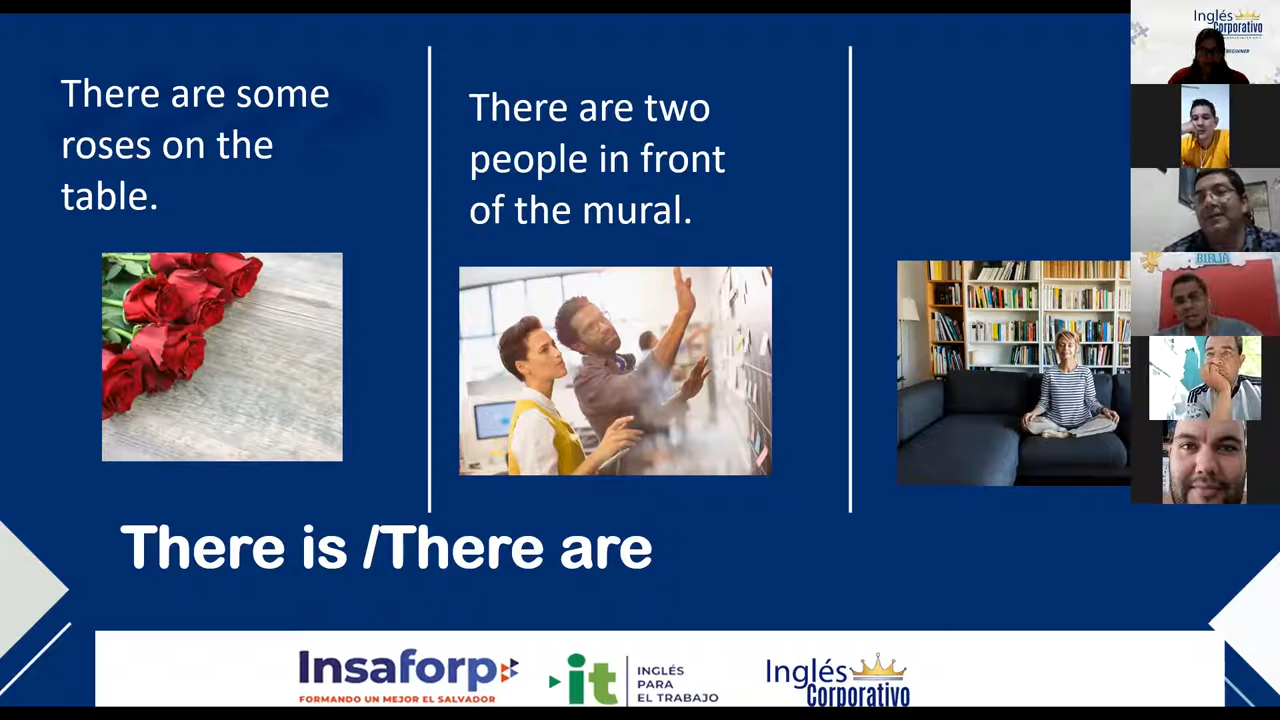 There are some
roses on the
table.
There are two
people in front
of the mural.
There is /There are
Insaforp
FORMANDO UN MEJOR EL SALVADOR
it
INGLÉS
PARA
EL TRABAJO
Inglés
Corporativo
Inglés
Corporativo
BEGINNER
BIBLIA